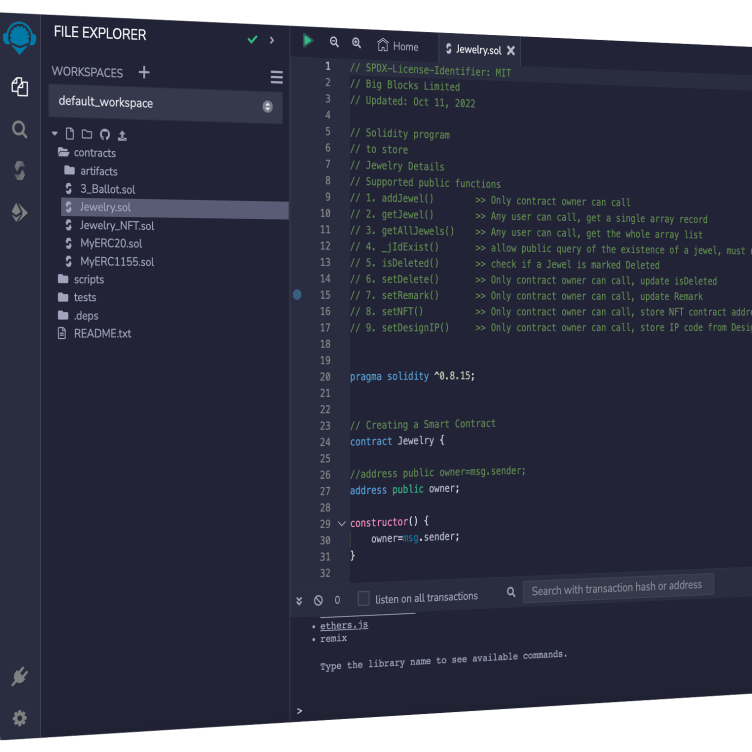 FILE EXPLORER
WORKSPACES
default_workspace
contracts
artifacts
3_Ballot.sol
Jewelry.sol
Jewelry_NFT.sol
MyERC20.sol
MyERC1155.sol
scripts
tests
.deps
README.txt
Home
Jewelry.sol
1 // SPDX-License-Identifier: MIT
2 // Big Blocks Limited
3 // Updated: Oct 11, 2022
4
5 // Solidity program
6 // to store
7 // Jewelry Details
8 // Supported public functions
9 // 1. addJewel() >> Only contract owner can call
10 // 2. getJewel() >> Any user can call, get a single array record
11 // 3. getAllJewels() >> Any user can call, get the whole array list
12 // 4. _jIdExist() >> allow public query of the existence of a jewel, must
13 // 5. isDeleted() >> check if a Jewel is marked Deleted
14 // 6. setDelete() >> Only contract owner can call, update isDeleted
15 // 7. setRemark() >> Only contract owner can call, update Remark
16 // 8. setNFT() >> Only contract owner can call, store NFT contract addr
17 // 9. setDesignIP() >> Only contract owner can call, store IP code from Desi
18
19
20 pragma solidity ^0.8.15;
21
22
23 // Creating a Smart Contract
24 contract Jewelry {
25
26 //address public owner=msg.sender;
27 address public owner;
28
29 constructor() {
30 owner=msg.sender;
31 }
32
0 listen on all transactions Search with transaction hash or address
• ethers.js
• remix
Type the library name to see available commands.
>